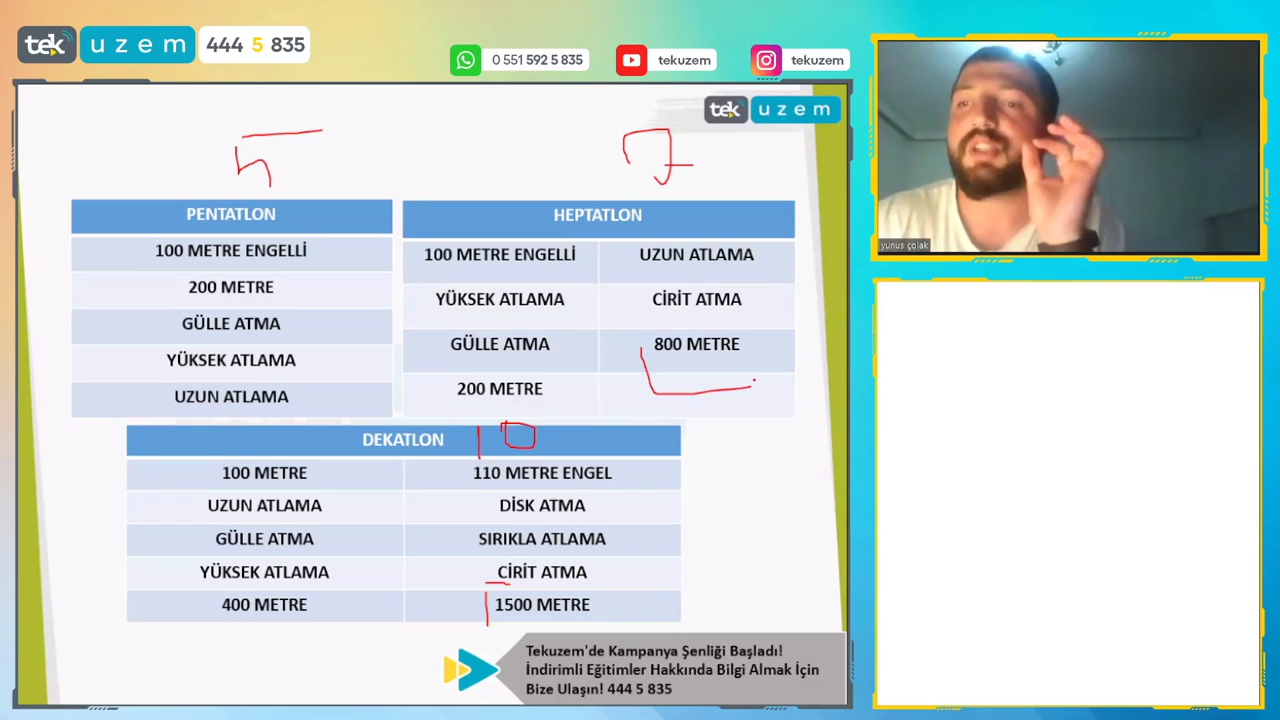 tek uzem 444 5 835
0 551 592 5 835
tekuzem
tekuzem
tek uzem
5
7
PENTATLON
100 METRE ENGELLİ
200 METRE
GÜLLE ATMA
YÜKSEK ATLAMA
UZUN ATLAMA
HEPTATLON
100 METRE ENGELLİ UZUN ATLAMA
YÜKSEK ATLAMA CİRİT ATMA
GÜLLE ATMA 800 METRE
200 METRE
DEKATLON 10
100 METRE 110 METRE ENGEL
UZUN ATLAMA DİSK ATMA
GÜLLE ATMA SIRIKLA ATLAMA
YÜKSEK ATLAMA CİRİT ATMA
400 METRE 1500 METRE
Tekuzem'de Kampanya Şenliği Başladı!
İndirimli Eğitimler Hakkında Bilgi Almak İçin
Bize Ulaşın! 444 5 835
yunus çolak